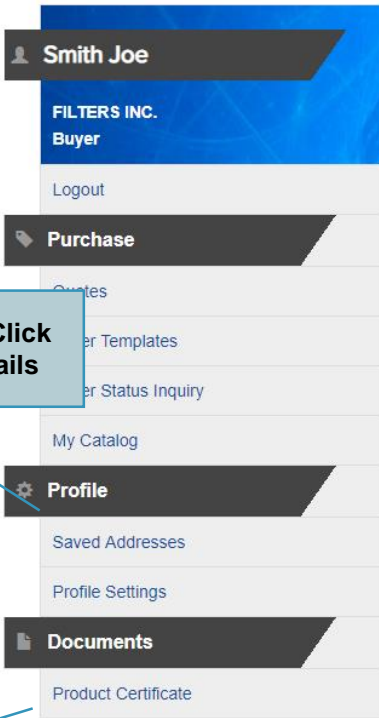 Smith Joe
FILTERS INC.
Buyer
Logout
Purchase
Quotes
Click
Templates
Status Inquiry
My Catalog
Profile
Saved Addresses
Profile Settings
Documents
Product Certificate